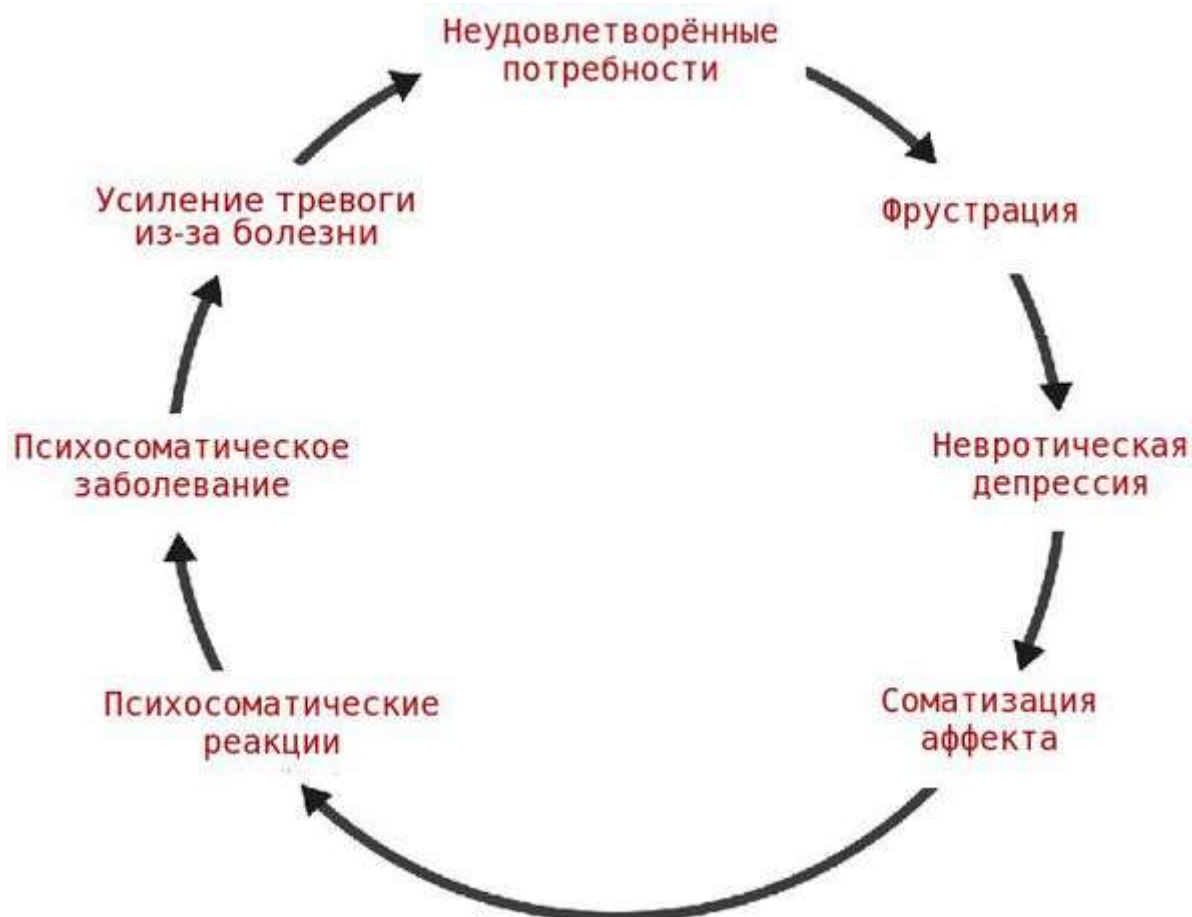 Неудовлетворённые
потребности
Фрустрация
Невротическая
депрессия
Соматизация
аффекта
Психосоматические
реакции
Психосоматическое
заболевание
Усиление тревоги
из-за болезни